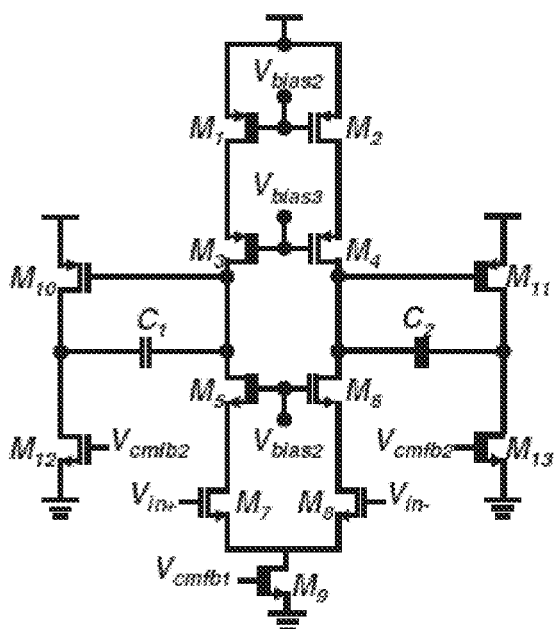 V_bias2
M_1 M_2
V_bias3
M_3 M_4
M_10 M_11
C_1 C_2
M_5 M_6
M_12 V_cmfb2 V_bias2 V_cmfb2 M_13
V_in+ M_7 M_8 V_in-
V_cmfb1 M_9